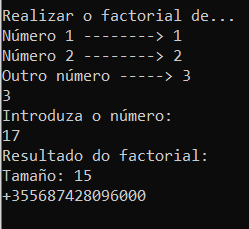 Realizar o factorial de...
Número 1 --------> 1
Número 2 --------> 2
Outro número -----> 3
3
Introduza o número:
17
Resultado do factorial:
Tamaño: 15
+355687428096000